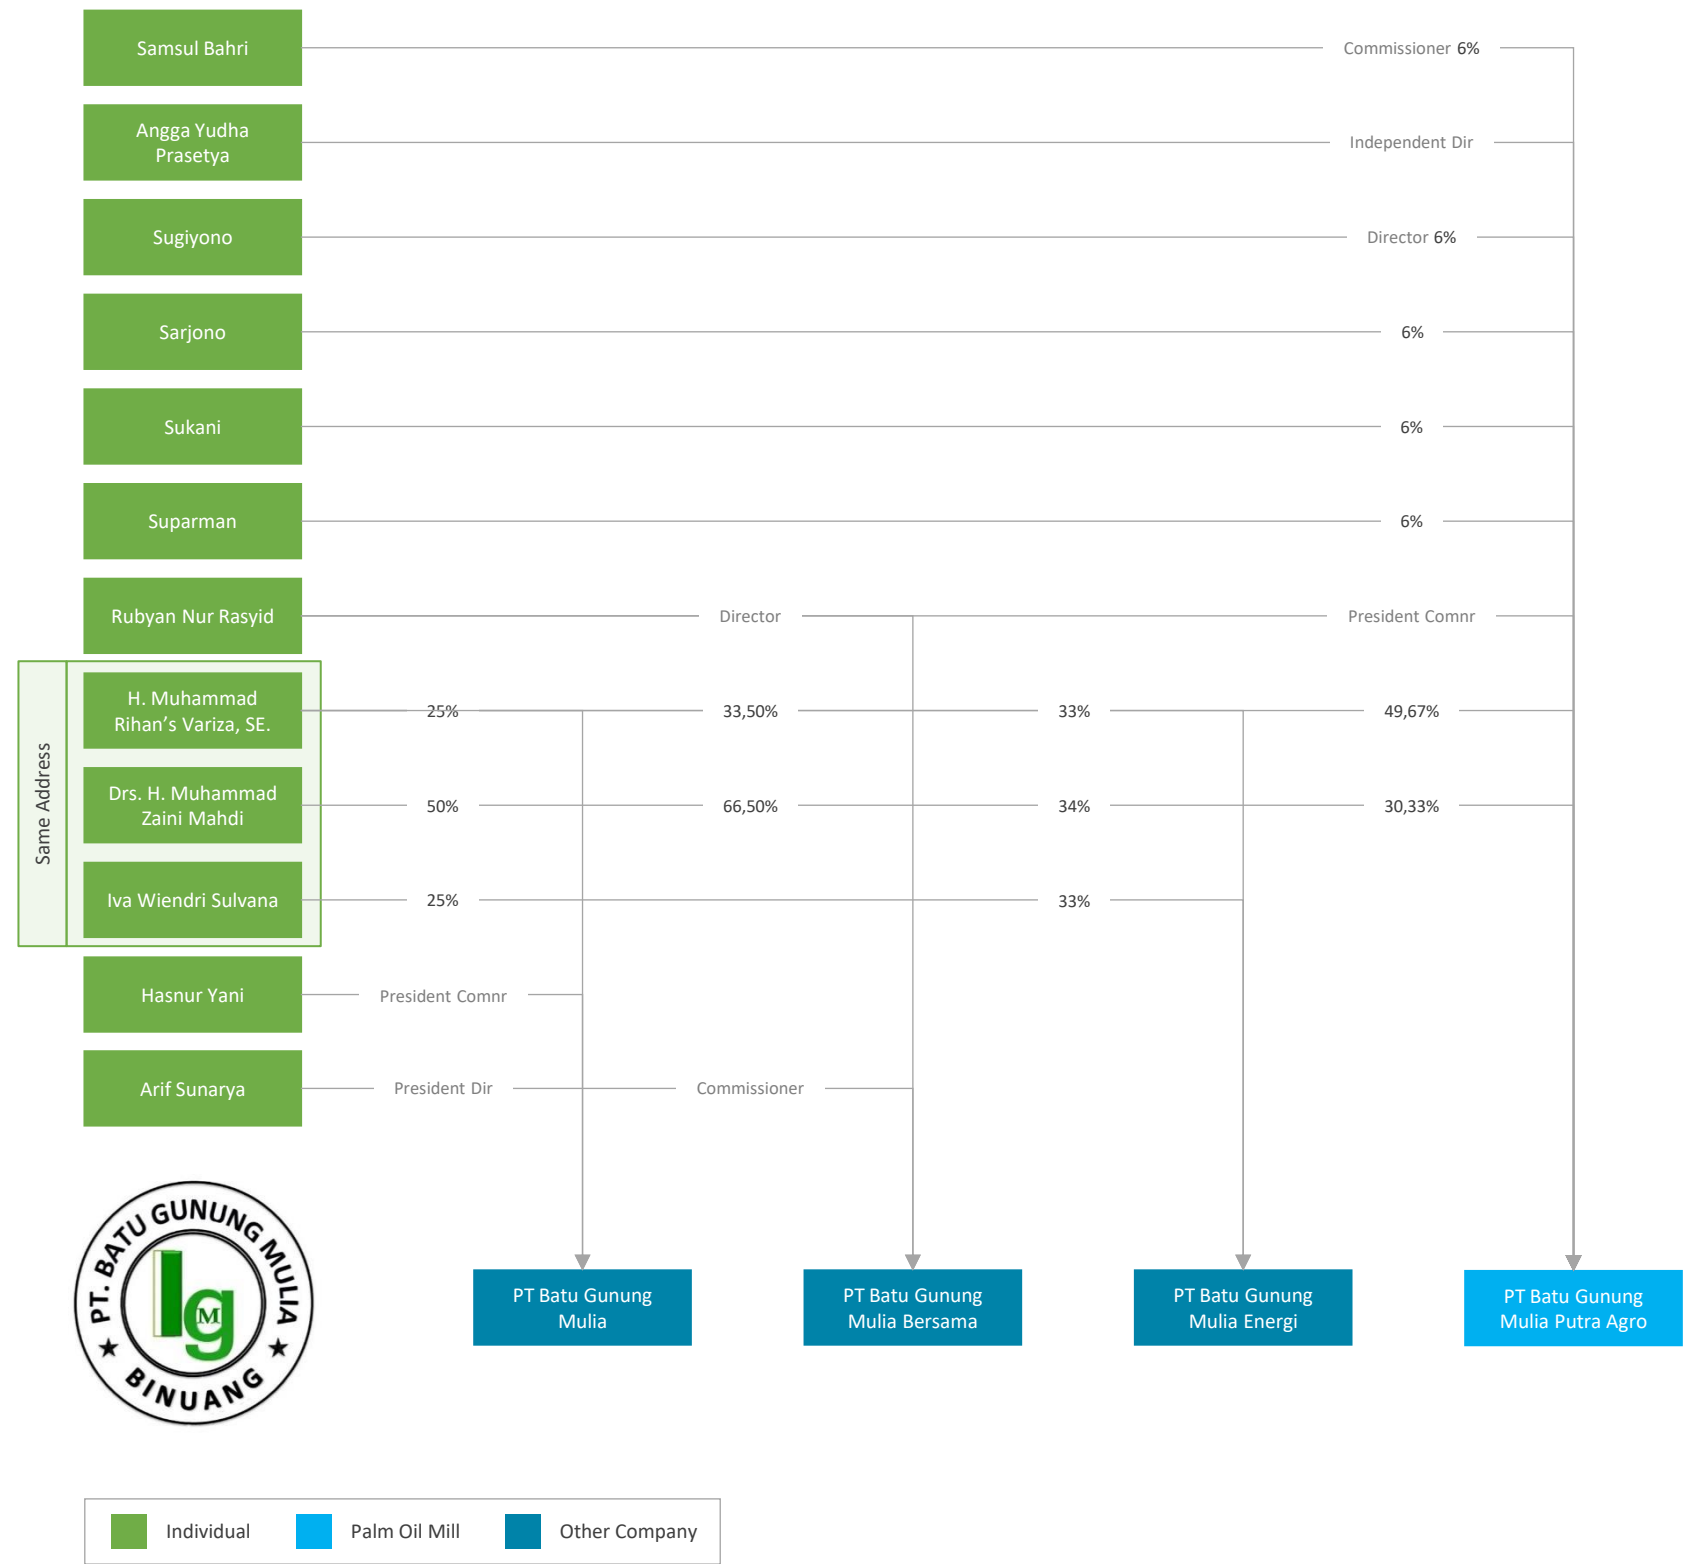 Samsul Bahri
Commissioner 6%
Angga Yudha
Prasetya
Independent Dir
Sugiyono
Director 6%
Sarjono
6%
Sukani
6%
Suparman
6%
Rubyan Nur Rasyid
Director
President Comnr
Same Address
H. Muhammad
Rihan's Variza, SE.
25%
33,50%
33%
49,67%
Drs. H. Muhammad
Zaini Mahdi
50%
66,50%
34%
30,33%
Iva Wiendri Sulvana
25%
33%
Hasnur Yani
President Comnr
Arif Sunarya
President Dir
Commissioner
PT. BATU GUNUNG MULIA
lg
M
★ BINUANG ★
PT Batu Gunung
Mulia
PT Batu Gunung
Mulia Bersama
PT Batu Gunung
Mulia Energi
PT Batu Gunung
Mulia Putra Agro
Individual
Palm Oil Mill
Other Company